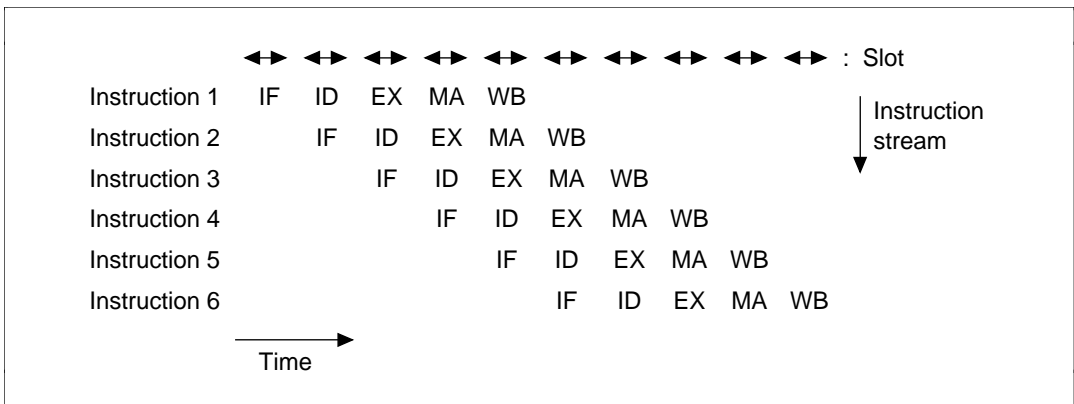 : Slot
Instruction 1 IF ID EX MA WB
Instruction 2 IF ID EX MA WB
Instruction 3 IF ID EX MA WB
Instruction 4 IF ID EX MA WB
Instruction 5 IF ID EX MA WB
Instruction 6 IF ID EX MA WB
Instruction
stream
Time